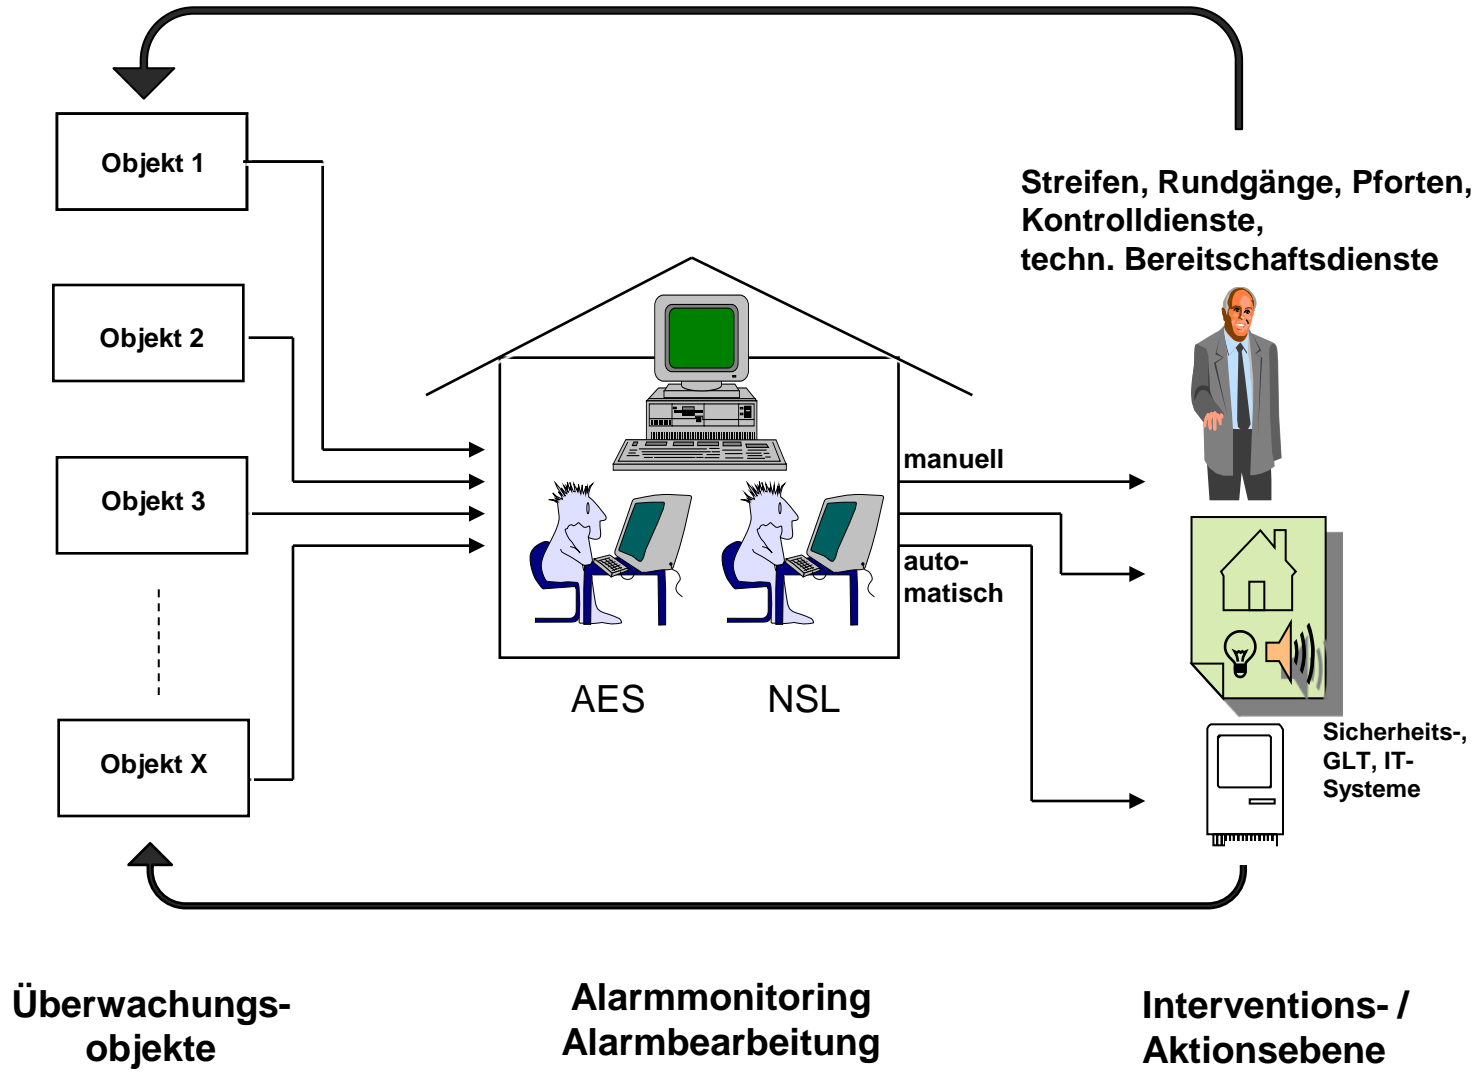 Objekt 1
Objekt 2
Objekt 3
Objekt X
Überwachungs-
objekte
manuell
auto-
matisch
AES
NSL
Alarmmonitoring
Alarmbearbeitung
Streifen, Rundgänge, Pforten,
Kontrolldienste,
techn. Bereitschaftsdienste
Sicherheits-,
GLT, IT-
Systeme
Interventions- /
Aktionsebene